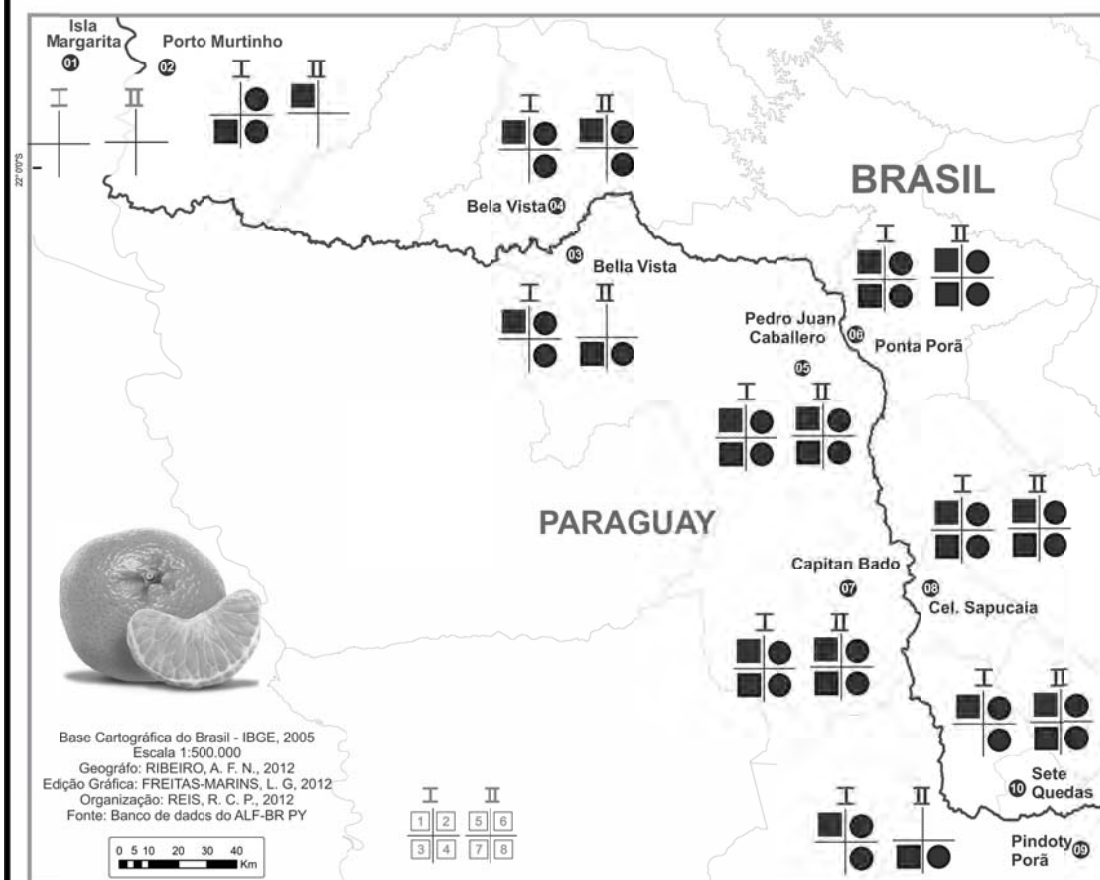 Isla
Margarita
01
Porto Murtinho
02
I II
I II
22° 0'0"S
I II
Bela Vista 04
BRASIL
03
Bella Vista
I II
I II
Pedro Juan
Caballero
05
06
Ponta Porã
I II
PARAGUAY
I II
Capitan Bado
07
08
Cel. Sapucaia
I II
I II
10 Sete
Quedas
I II
Pindoty
Porã 09
Base Cartográfica do Brasil - IBGE, 2005
Escala 1:500.000
Geográfo: RIBEIRO, A. F. N., 2012
Edição Gráfica: FREITAS-MARINS, L. G, 2012
Organização: REIS, R. C. P., 2012
Fonte: Banco de dados do ALF-BR PY
0 5 10 20 30 40
Km
I II
1 2 5 6
3 4 7 8